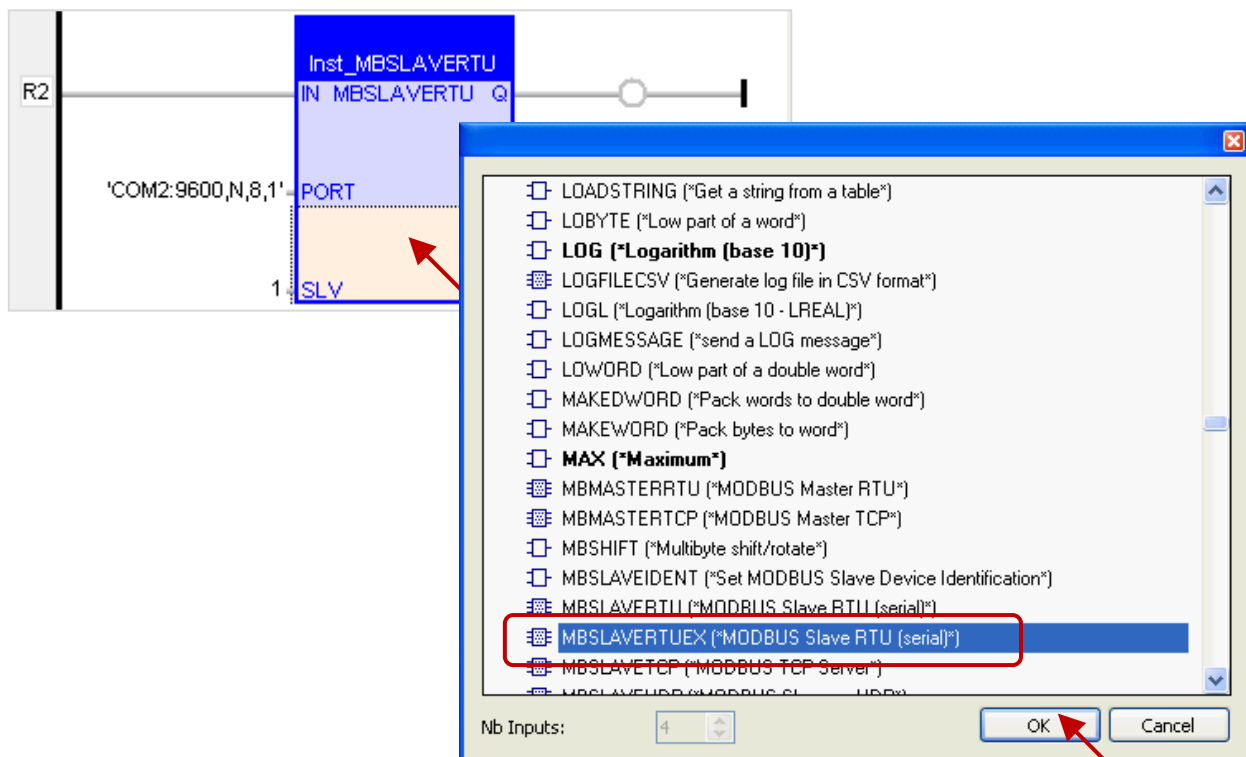 Inst_MBSLAVERTU
R2
IN MBSLAVERTU Q
'COM2:9600,N,8,1'
PORT
1
SLV
LOADSTRING (*Get a string from a table*)
LOBYTE (*Low part of a word*)
LOG (*Logarithm (base 10)*)
LOGFILECSV (*Generate log file in CSV format*)
LOGL (*Logarithm (base 10 - LREAL)*)
LOGMESSAGE (*send a LOG message*)
LOWORD (*Low part of a double word*)
MAKEDWORD (*Pack words to double word*)
MAKEWORD (*Pack bytes to word*)
MAX (*Maximum*)
MBMASTERRTU (*MODBUS Master RTU*)
MBMASTERTCP (*MODBUS Master TCP*)
MBSHIFT (*Multibyte shift/rotate*)
MBSLAVEIDENT (*Set MODBUS Slave Device Identification*)
MBSLAVERTU (*MODBUS Slave RTU (serial)*)
MBSLAVERTUEX (*MODBUS Slave RTU (serial)*)
MBSLAVETCP (*MODBUS TCP Server*)
Nb Inputs:
4
OK
Cancel